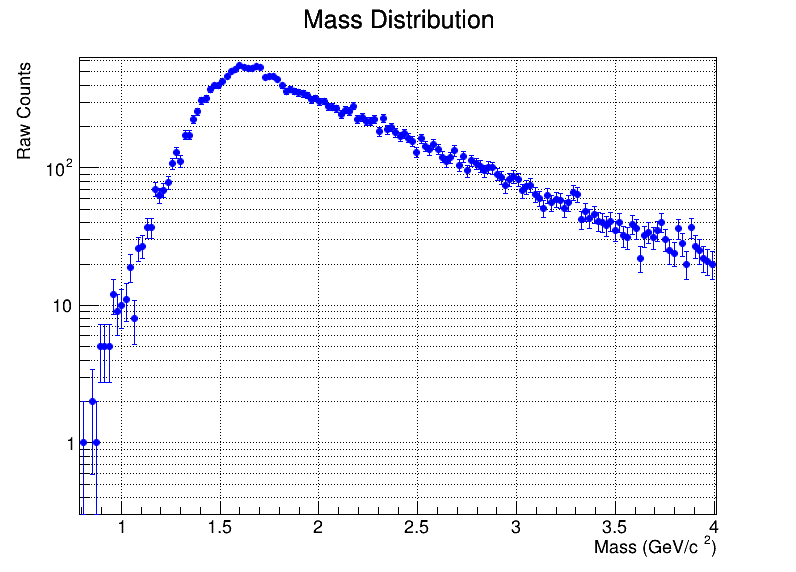 Mass Distribution
Raw Counts
10²
10
1
1 1.5 2 2.5 3 3.5 4
Mass (GeV/c ²)